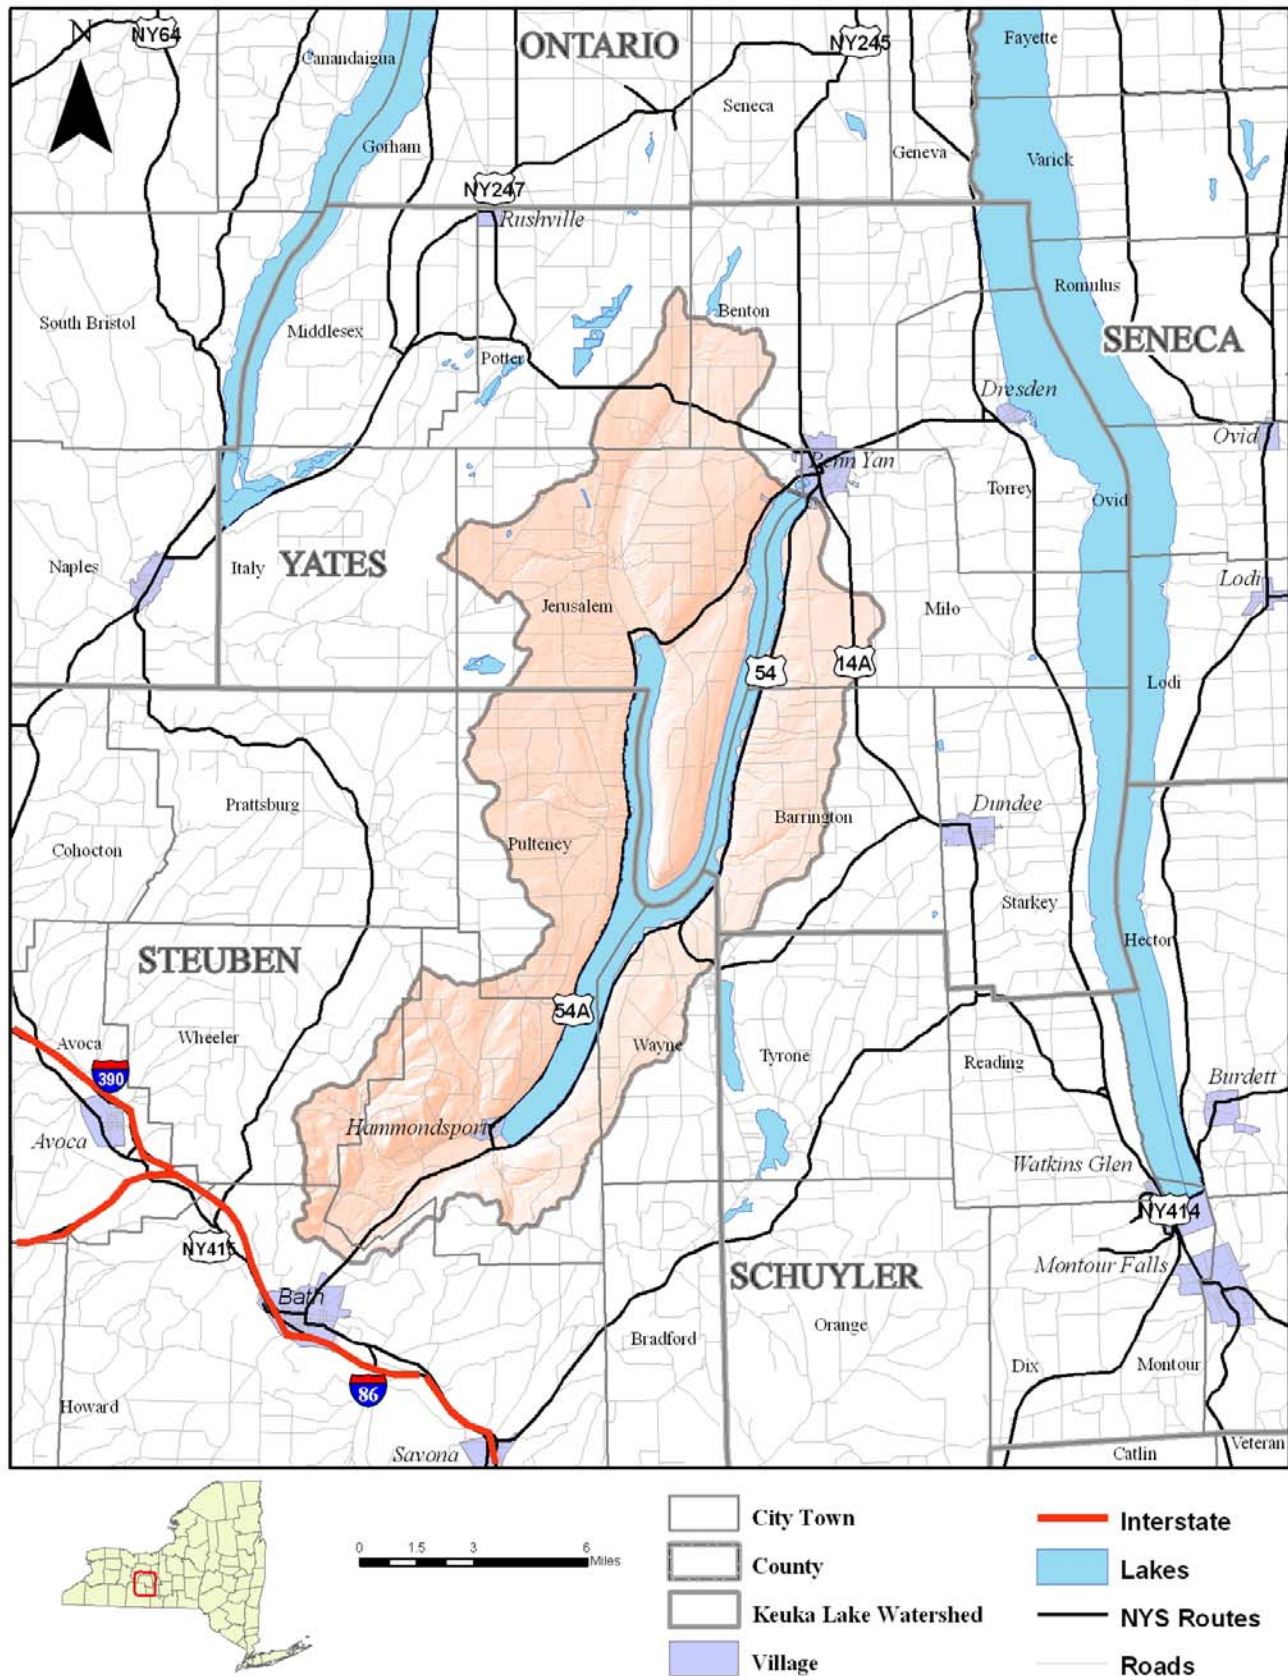 N
NY64
Canandaigua
ONTARIO
NY245
Fayette
Seneca
Gorham
Geneva
Varick
NY247
Rushville
Romulus
South Bristol
Middlesex
Benton
SENECA
Potter
Dresden
Ovid
Penn Yan
Torrey
Ovid
Naples
Italy
YATES
Lodi
Jerusalem
Milo
54
14A
Lodi
Prattsburg
Dundee
Barrington
Pulteney
Cohocton
Starkey
Hector
STEUBEN
54A
Avoca
Wheeler
Wayne
Tyrone
Reading
390
Burdett
Hammondsport
Avoca
Watkins Glen
NY414
NY415
Montour Falls
SCHUYLER
Bath
Orange
Bradford
Dix
Montour
86
Howard
Savona
Catlin
Veteran
0 1.5 3 6
Miles
City Town
County
Keuka Lake Watershed
Village
Interstate
Lakes
NYS Routes
Roads